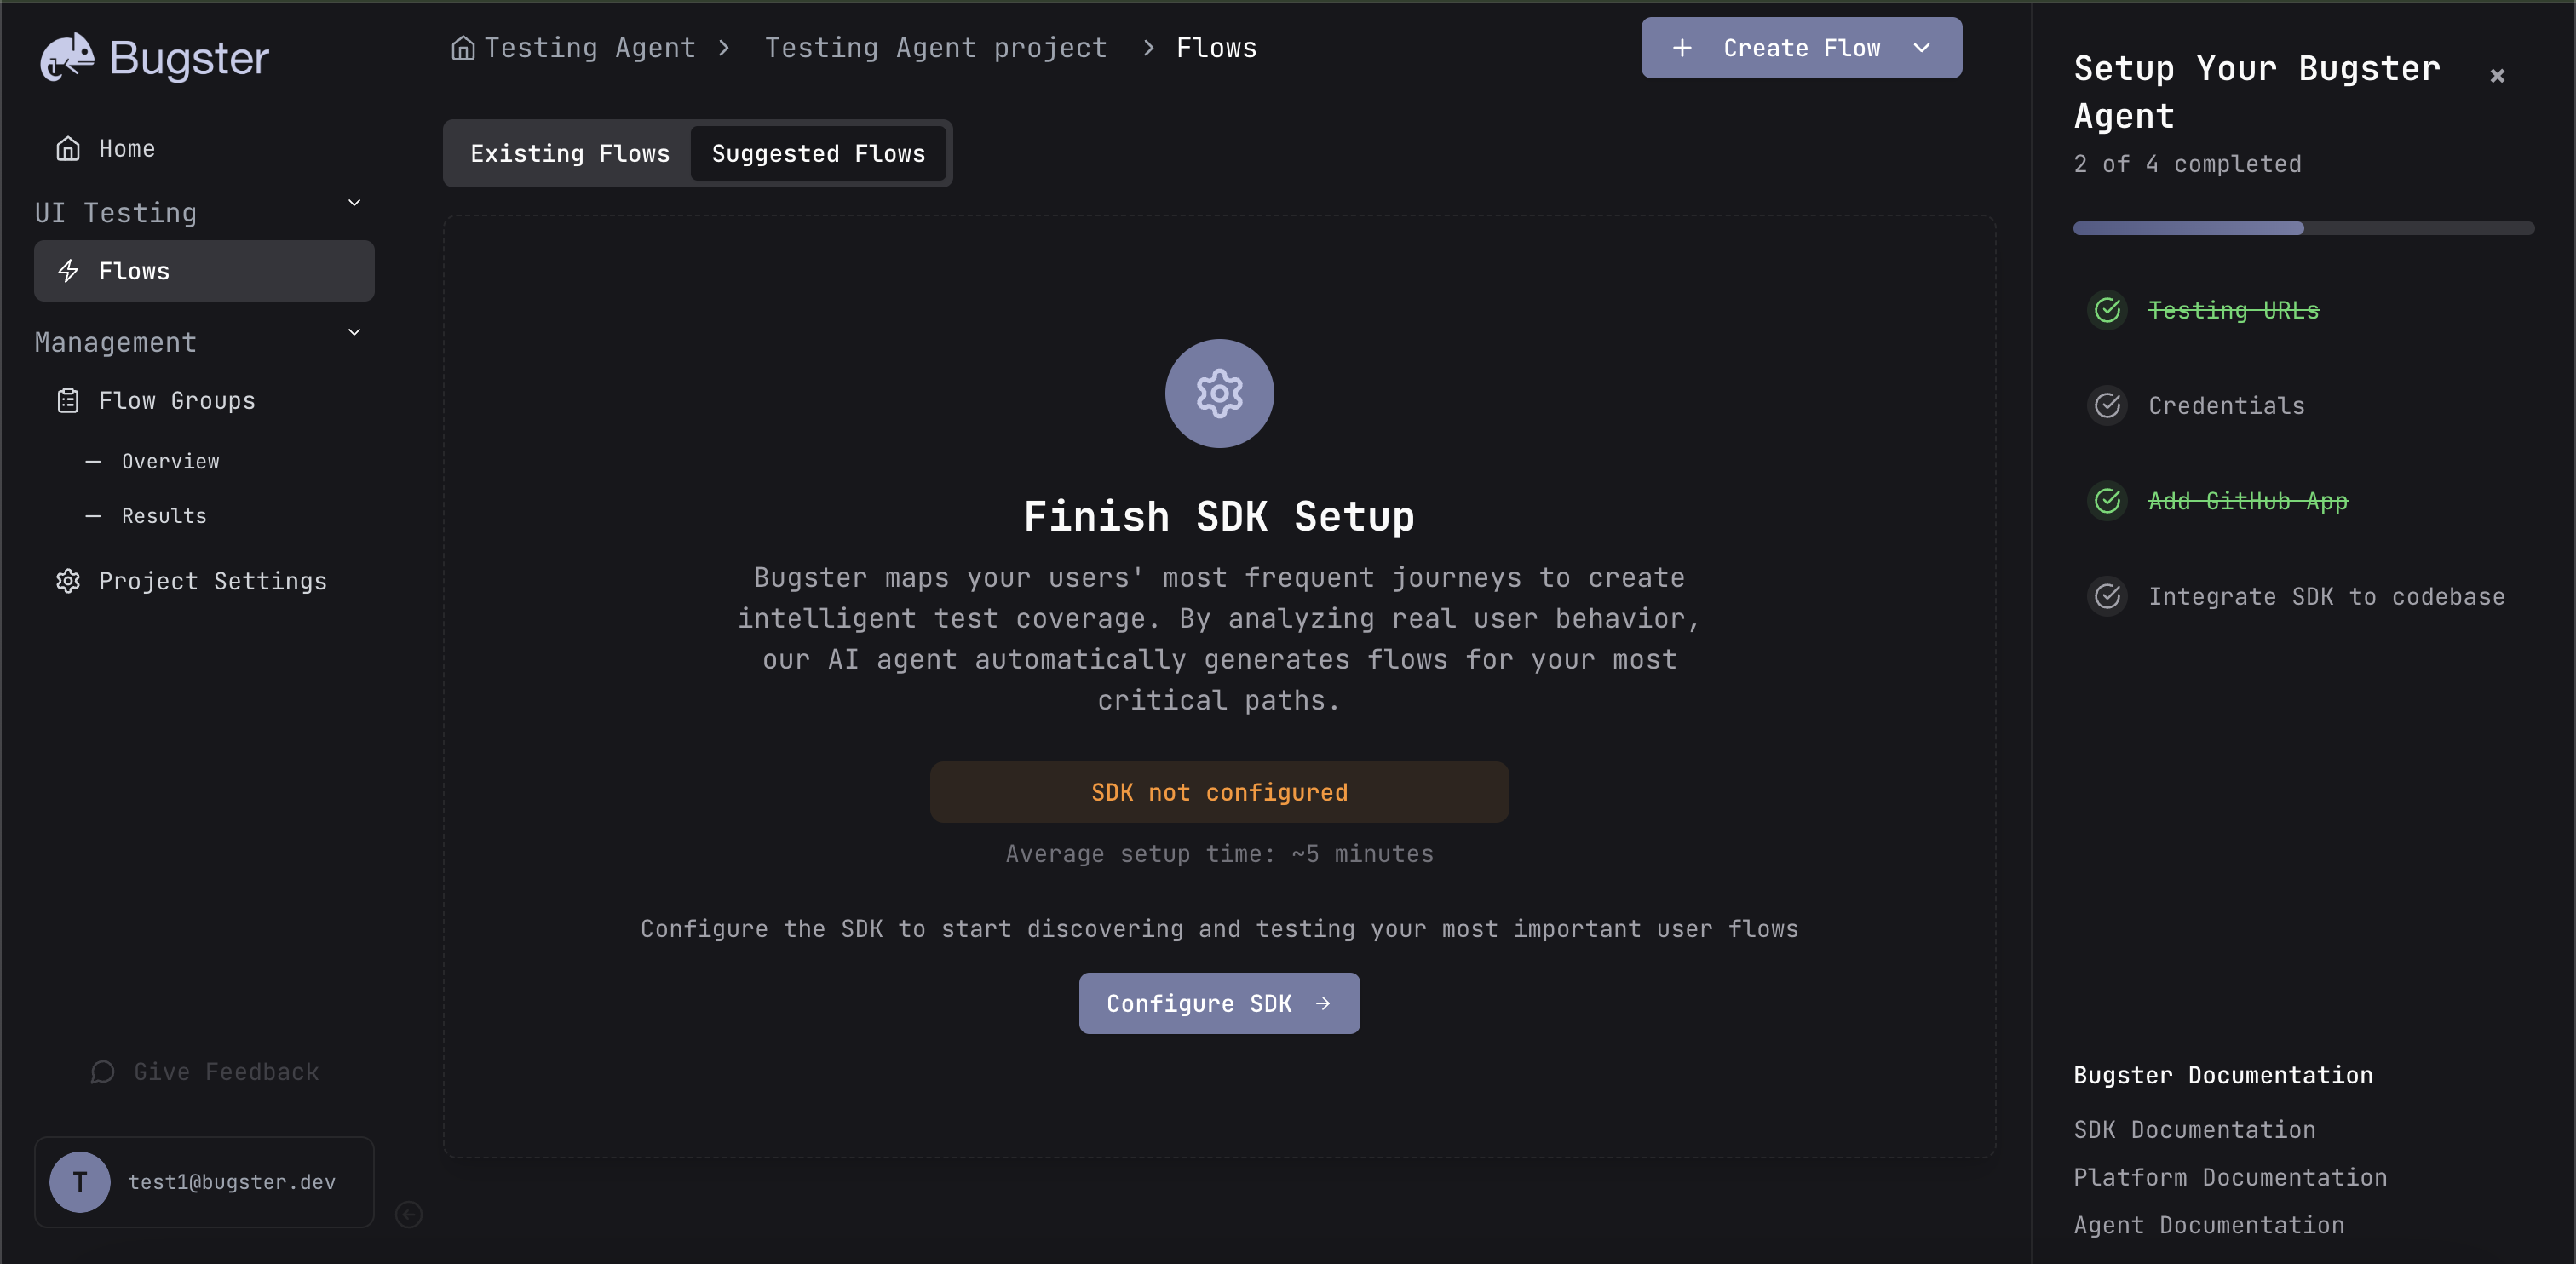 Bugster
Home
UI Testing
Flows
Management
Flow Groups
Overview
Results
Project Settings
Give Feedback
T
test1@bugster.dev
Testing Agent
Testing Agent project
Flows
Create Flow
Existing Flows
Suggested Flows
Finish SDK Setup
Bugster maps your users' most frequent journeys to create
intelligent test coverage. By analyzing real user behavior,
our AI agent automatically generates flows for your most
critical paths.
SDK not configured
Average setup time: ~5 minutes
Configure the SDK to start discovering and testing your most important user flows
Configure SDK
Setup Your Bugster
Agent
2 of 4 completed
Testing URLs
Credentials
Add GitHub App
Integrate SDK to codebase
Bugster Documentation
SDK Documentation
Platform Documentation
Agent Documentation